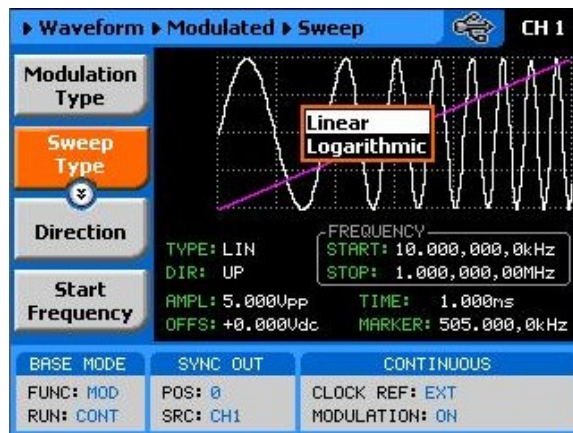 Waveform Modulated Sweep CH 1
Modulation Type
Sweep Type
Direction
Start Frequency
Linear
Logarithmic
TYPE: LIN
DIR: UP
AMPL: 5.000Vpp
OFFS: +0.000Vdc
FREQUENCY
START: 10.000,000,0kHz
STOP: 1.000,000,00MHz
TIME: 1.000ms
MARKER: 505.000,0kHz
BASE MODE
FUNC: MOD
RUN: CONT
SYNC OUT
POS: 0
SRC: CH1
CONTINUOUS
CLOCK REF: EXT
MODULATION: ON